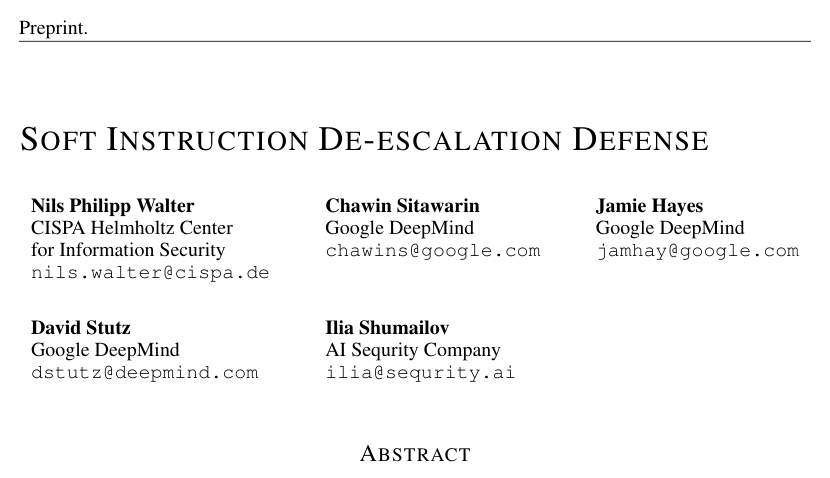 Preprint.
SOFT INSTRUCTION DE-ESCALATION DEFENSE
Nils Philipp Walter
CISPA Helmholtz Center
for Information Security
nils.walter@cispa.de
Chawin Sitawarin
Google DeepMind
chawins@google.com
Jamie Hayes
Google DeepMind
jamhay@google.com
David Stutz
Google DeepMind
dstutz@deepmind.com
Ilia Shumailov
AI Sequrity Company
ilia@sequrity.ai
ABSTRACT